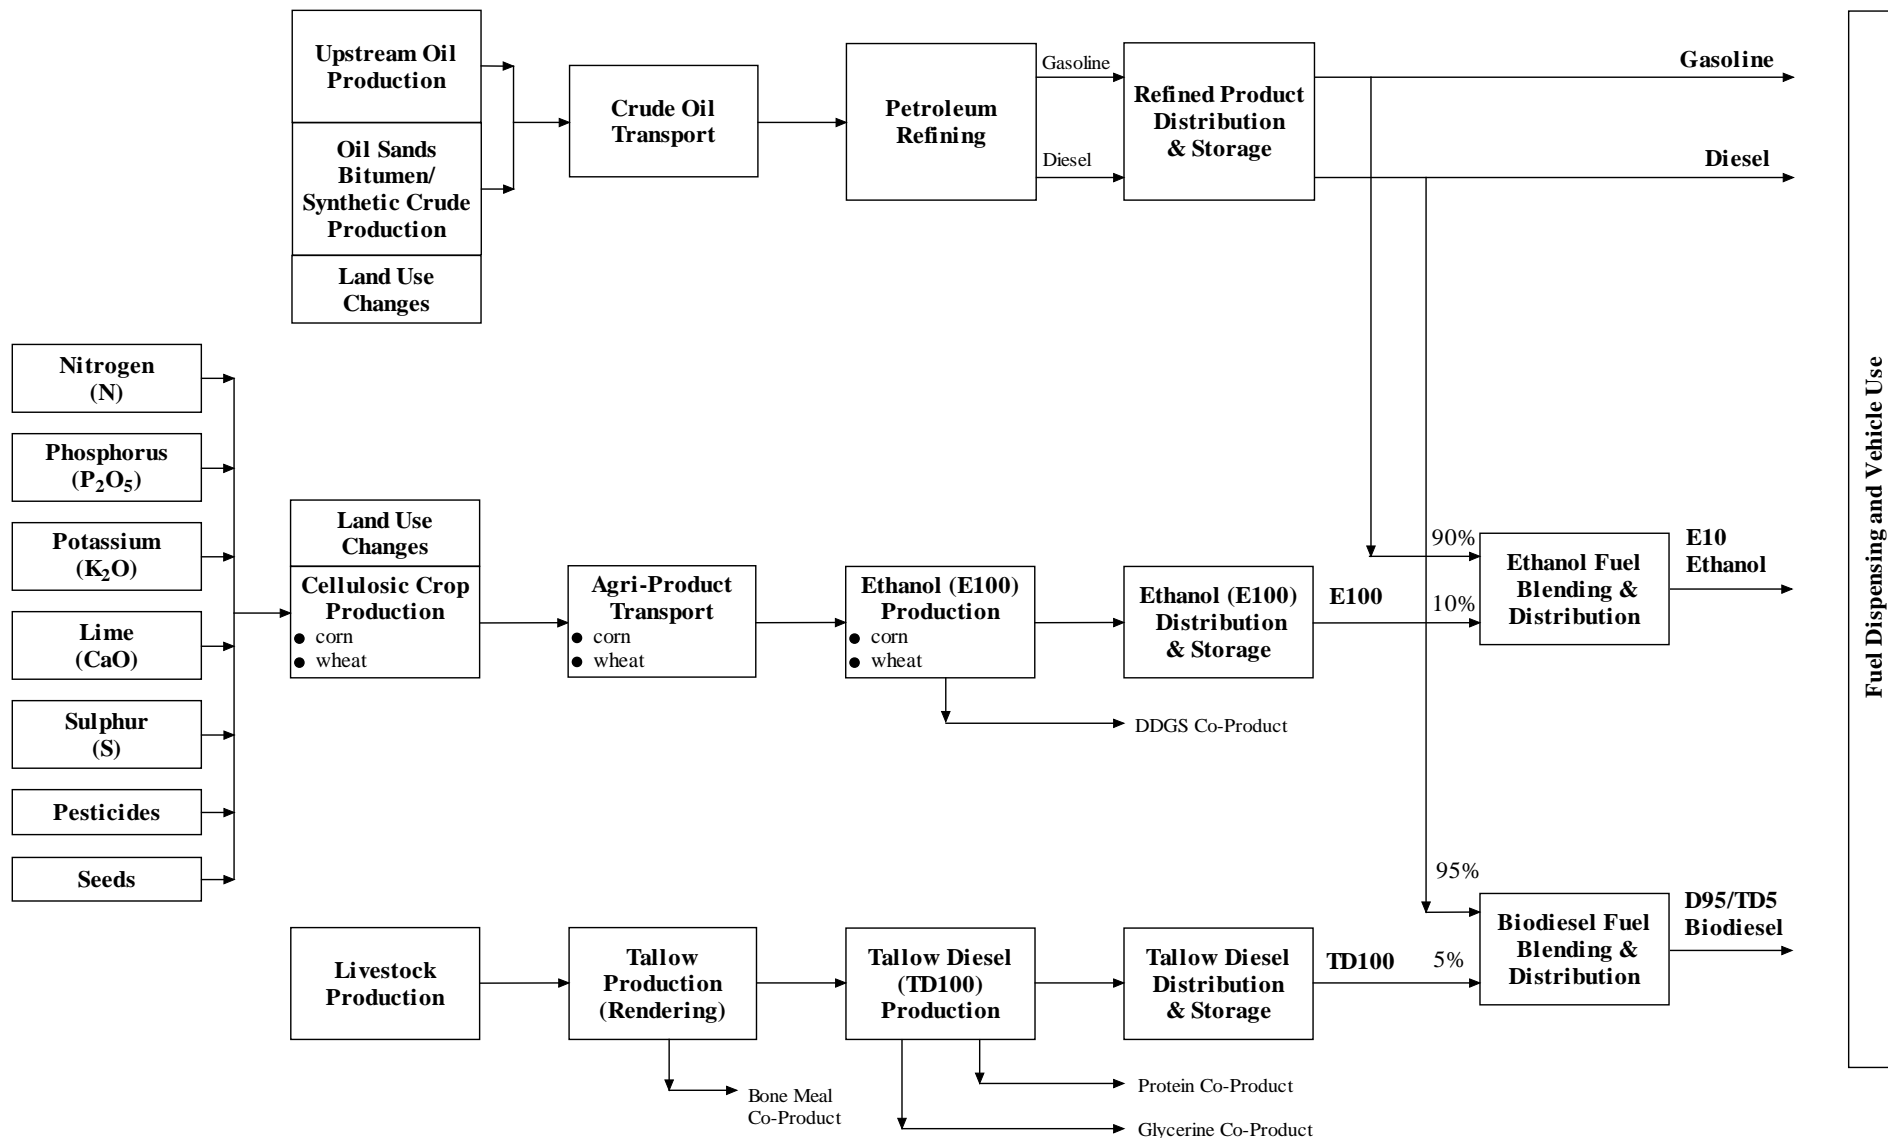 Upstream Oil
Production
Oil Sands
Bitumen/
Synthetic Crude
Production
Land Use
Changes
Crude Oil
Transport
Petroleum
Refining
Gasoline
Diesel
Refined Product
Distribution
& Storage
Gasoline
Diesel
Nitrogen
(N)
Phosphorus
(P₂O₅)
Potassium
(K₂O)
Lime
(CaO)
Sulphur
(S)
Pesticides
Seeds
Land Use
Changes
Cellulosic Crop
Production
● corn
● wheat
Agri-Product
Transport
● corn
● wheat
Ethanol (E100)
Production
● corn
● wheat
DDGS Co-Product
Ethanol (E100)
Distribution
& Storage
E100
90%
10%
Ethanol Fuel
Blending &
Distribution
E10
Ethanol
Livestock
Production
Tallow
Production
(Rendering)
Bone Meal
Co-Product
Tallow Diesel
(TD100)
Production
Protein Co-Product
Glycerine Co-Product
Tallow Diesel
Distribution
& Storage
TD100
95%
5%
Biodiesel Fuel
Blending &
Distribution
D95/TD5
Biodiesel
Fuel Dispensing and Vehicle Use